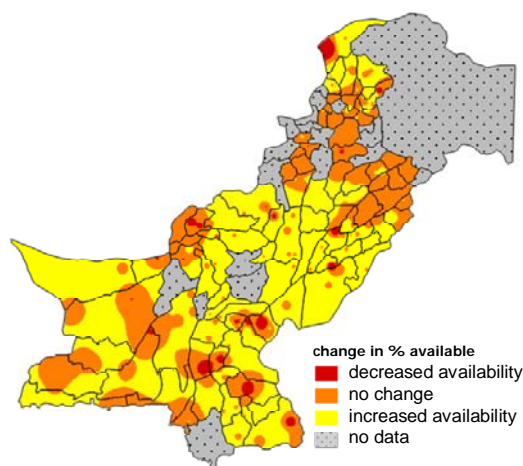 change in % available
decreased availability
no change
increased availability
no data